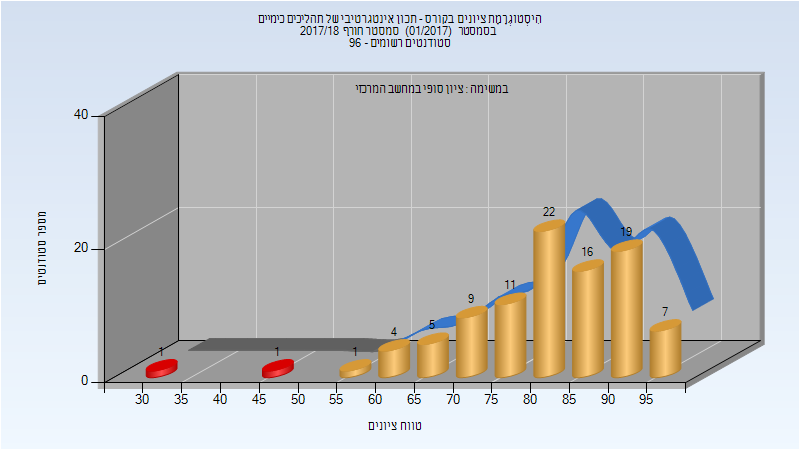 היסטוגרמת ציונים בקורס - תכון אינטגרטיבי של תהליכים כימיים
בסמסטר (01/2017) סמסטר חורף 2017/18
סטודנטים רשומים - 96
במשימה : ציון סופי במחשב המרכזי
מספר סטודנטים
40
20
0
1
1
1
4
5
9
11
22
16
19
7
30 35 40 45 50 55 60 65 70 75 80 85 90 95
טווח ציונים